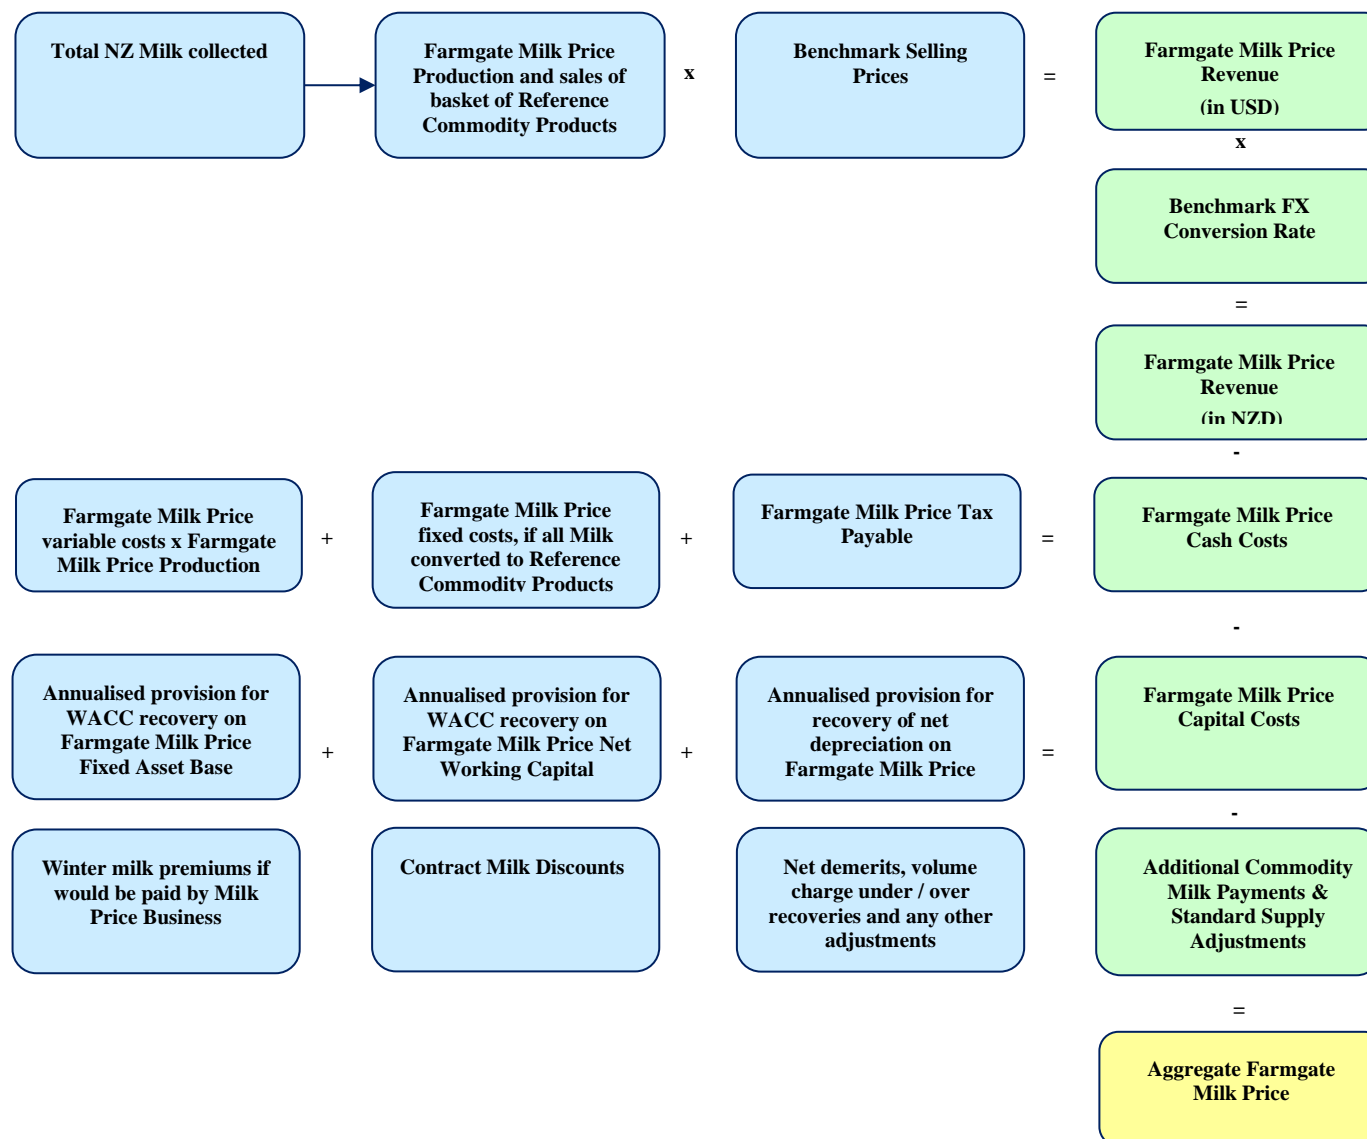 Total NZ Milk collected
Farmgate Milk Price
Production and sales of
basket of Reference
Commodity Products
x
Benchmark Selling
Prices
=
Farmgate Milk Price
Revenue
(in USD)
x
Benchmark FX
Conversion Rate
=
Farmgate Milk Price
Revenue
(in NZD)
-
Farmgate Milk Price
variable costs x Farmgate
Milk Price Production
+
Farmgate Milk Price
fixed costs, if all Milk
converted to Reference
Commodity Products
+
Farmgate Milk Price Tax
Payable
=
Farmgate Milk Price
Cash Costs
-
Annualised provision for
WACC recovery on
Farmgate Milk Price
Fixed Asset Base
+
Annualised provision for
WACC recovery on
Farmgate Milk Price Net
Working Capital
+
Annualised provision for
recovery of net
depreciation on
Farmgate Milk Price
=
Farmgate Milk Price
Capital Costs
-
Winter milk premiums if
would be paid by Milk
Price Business
Contract Milk Discounts
Net demerits, volume
charge under / over
recoveries and any other
adjustments
Additional Commodity
Milk Payments &
Standard Supply
Adjustments
=
Aggregate Farmgate
Milk Price